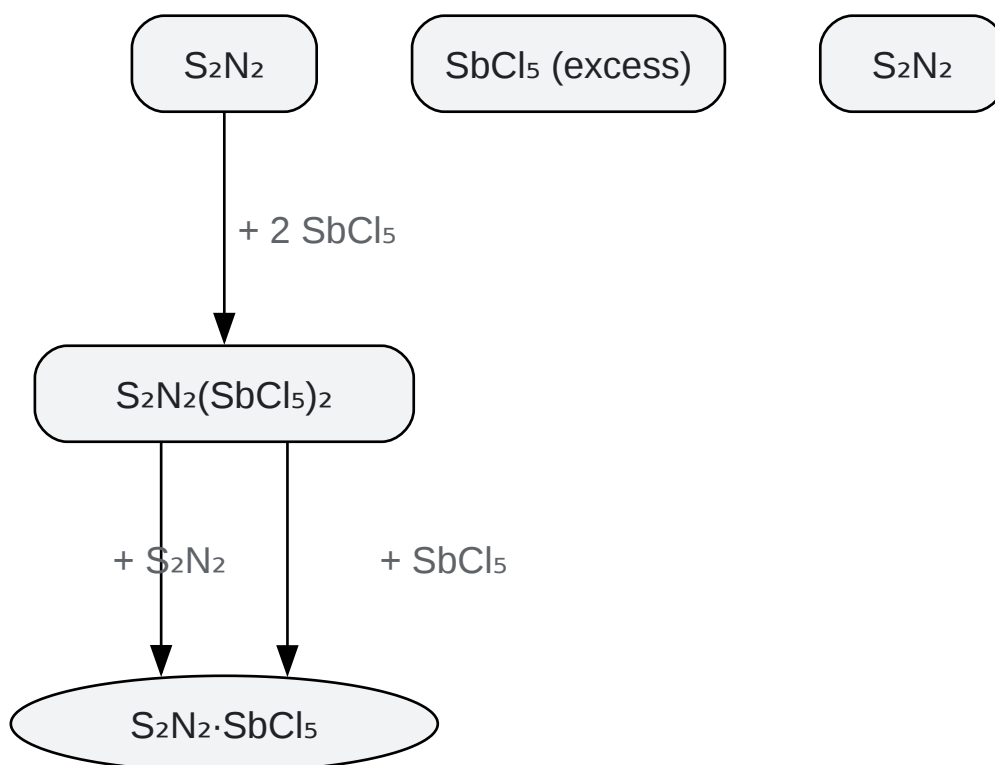 S₂N₂
SbCl₅ (excess)
S₂N₂
+ 2 SbCl₅
S₂N₂(SbCl₅)₂
+ S₂N₂
+ SbCl₅
S₂N₂·SbCl₅